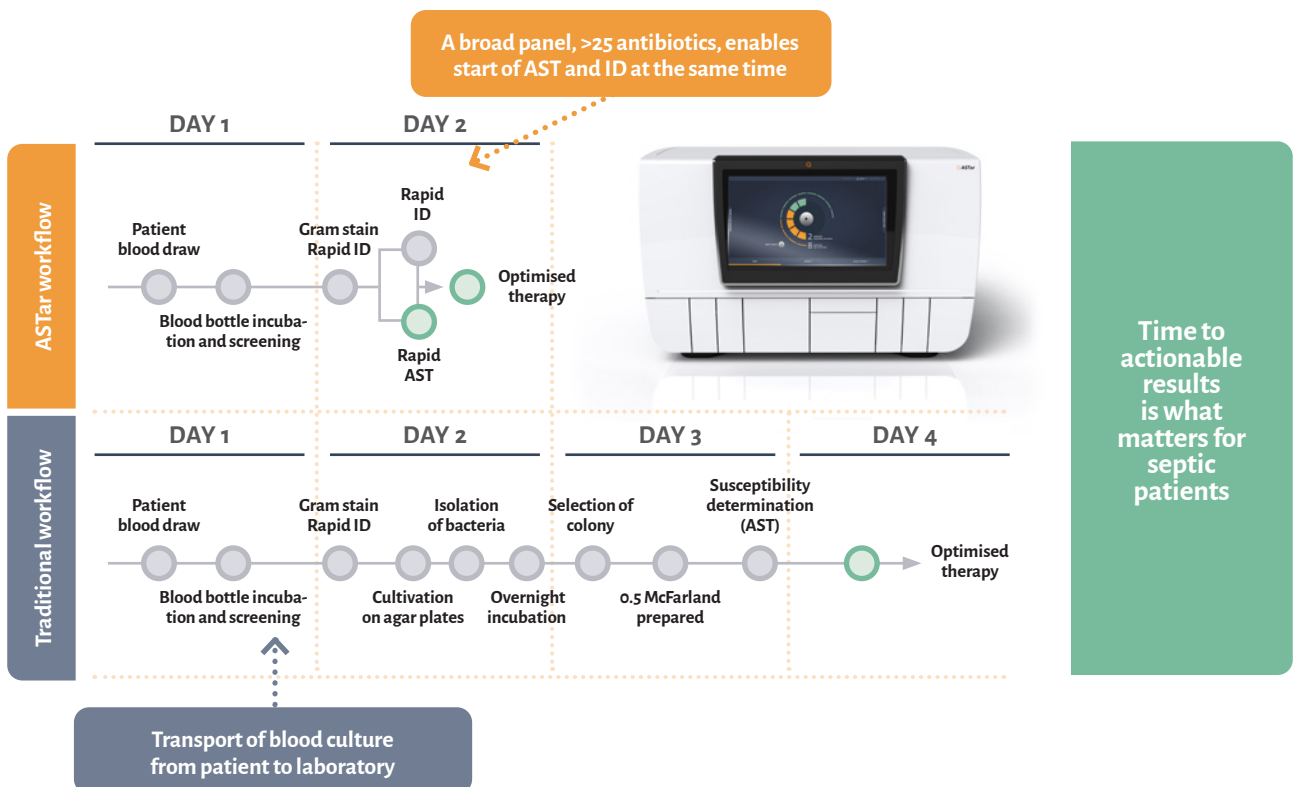 A broad panel, >25 antibiotics, enables
start of AST and ID at the same time
DAY 1
DAY 2
ASTar workflow
Patient
blood draw
Blood bottle incuba-
tion and screening
Gram stain
Rapid ID
Rapid
ID
Rapid
AST
Optimised
therapy
ASTar
2
8
Time to
actionable
results
is what
matters for
septic
patients
DAY 1
DAY 2
DAY 3
DAY 4
Traditional workflow
Patient
blood draw
Blood bottle incuba-
tion and screening
Gram stain
Rapid ID
Cultivation
on agar plates
Isolation
of bacteria
Overnight
incubation
Selection of
colony
0.5 McFarland
prepared
Susceptibility
determination
(AST)
Optimised
therapy
Transport of blood culture
from patient to laboratory